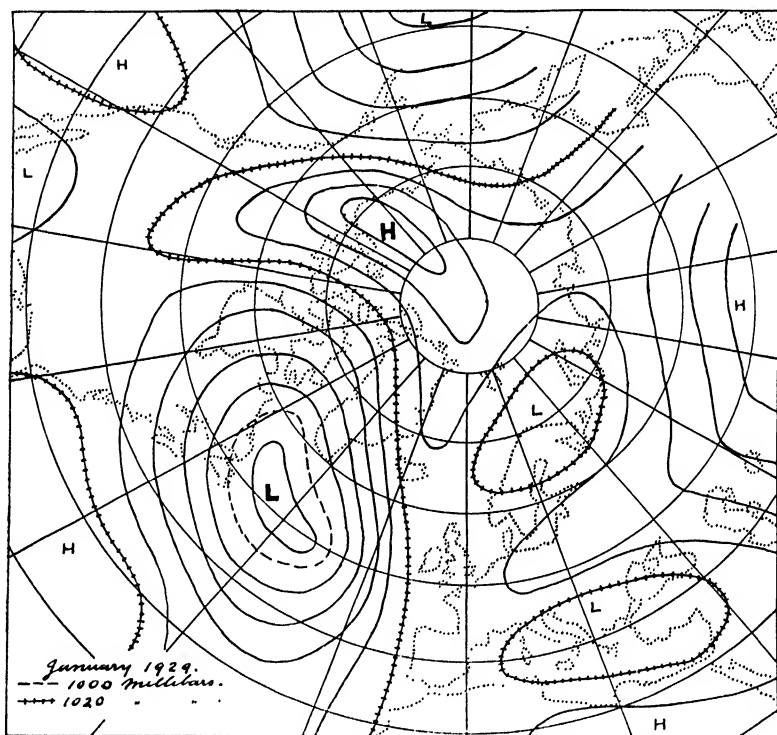 L
H
L
H
H
L
L
H
L
H
January 1929.
--- 1000 Millibars.
++++ 1020 " " .
H